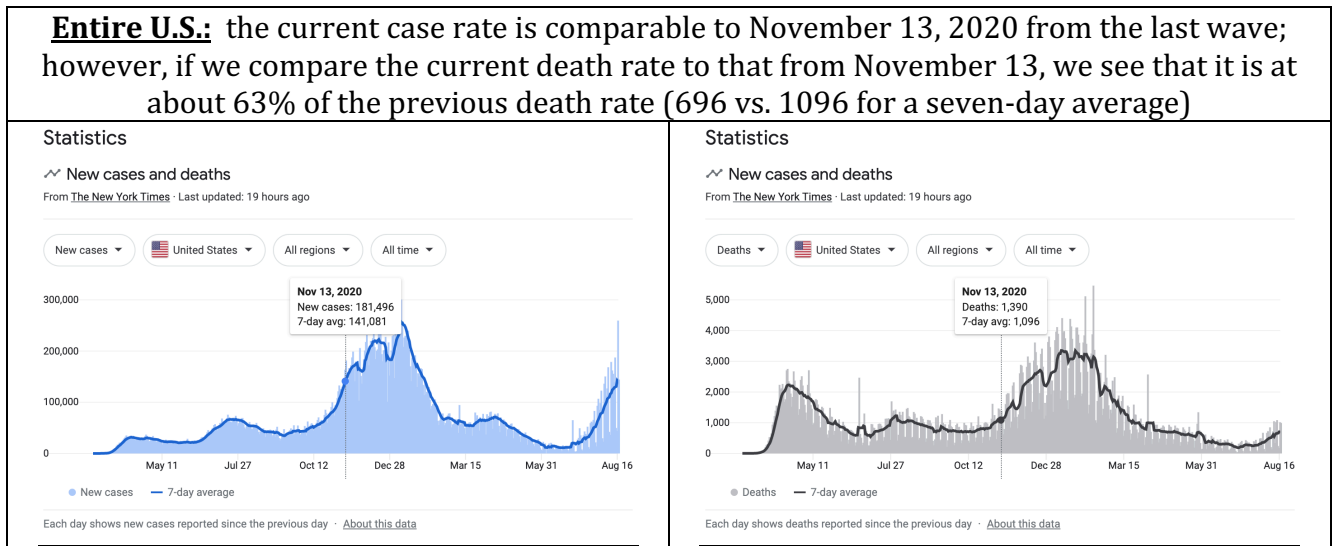 Entire U.S.: the current case rate is comparable to November 13, 2020 from the last wave;
however, if we compare the current death rate to that from November 13, we see that it is at
about 63% of the previous death rate (696 vs. 1096 for a seven-day average)
Statistics
New cases and deaths
From The New York Times · Last updated: 19 hours ago
New cases United States All regions All time
Nov 13, 2020
New cases: 181,496
7-day avg: 141,081
300,000
200,000
100,000
0
May 11 Jul 27 Oct 12 Dec 28 Mar 15 May 31 Aug 16
New cases 7-day average
Each day shows new cases reported since the previous day · About this data
Statistics
New cases and deaths
From The New York Times · Last updated: 19 hours ago
Deaths United States All regions All time
Nov 13, 2020
Deaths: 1,390
7-day avg: 1,096
5,000
4,000
3,000
2,000
1,000
0
May 11 Jul 27 Oct 12 Dec 28 Mar 15 May 31 Aug 16
Deaths 7-day average
Each day shows deaths reported since the previous day · About this data